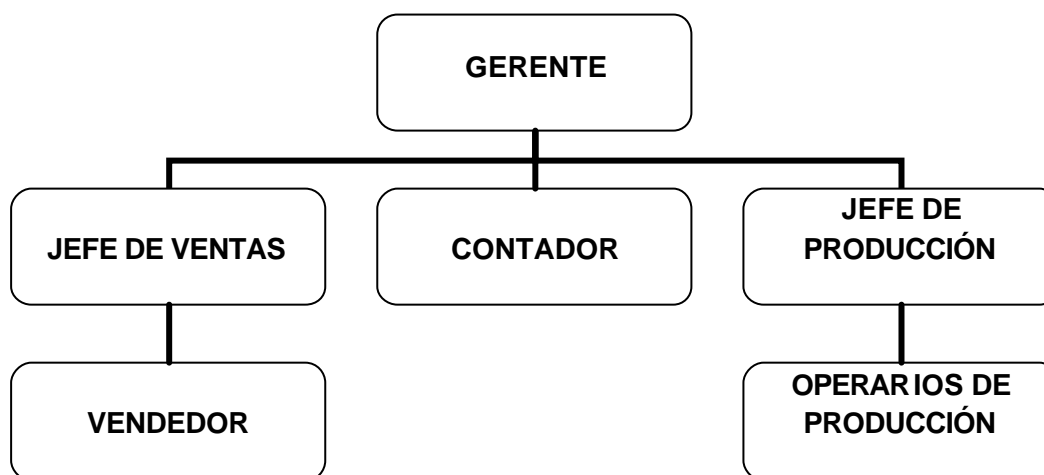 GERENTE
JEFE DE VENTAS
CONTADOR
JEFE DE
PRODUCCIÓN
VENDEDOR
OPERARIOS DE
PRODUCCIÓN